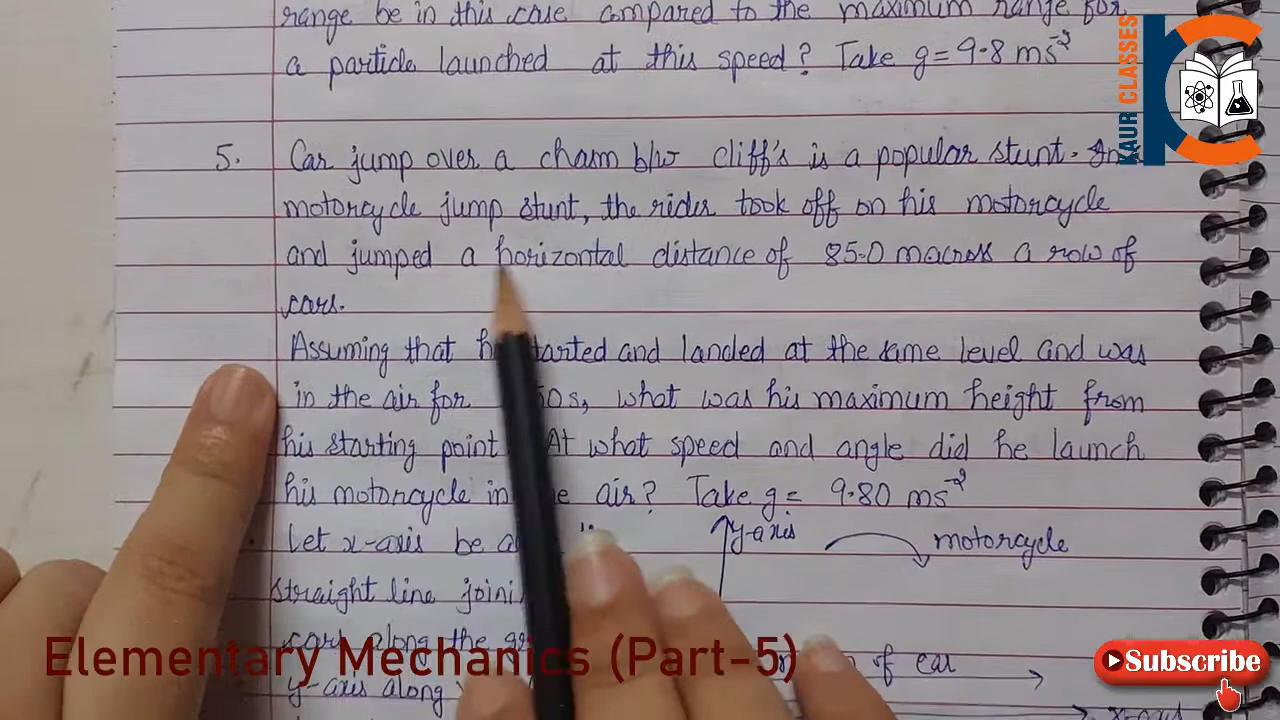 range be in this case compared to the maximum range for
a particle launched at this speed? Take g = 9.8 ms⁻²
KAUR CLASSES
5. Car jump over a chasm b/w cliff's is a popular stunt. In a
motorcycle jump stunt, the rider took off on his motorcycle
and jumped a horizontal distance of 85.0 m across a row of
cars.
Assuming that started and landed at the same level and was
in the air for what was his maximum height from
his starting point At what speed and angle did he launch
his motorcycle in air? Take g = 9.80 ms⁻²
Let x-axis be
y-axis motorcycle
straight line
cars along the
of car
y-axis along
x-axis
Elementary Mechanics (Part-5)
Subscribe